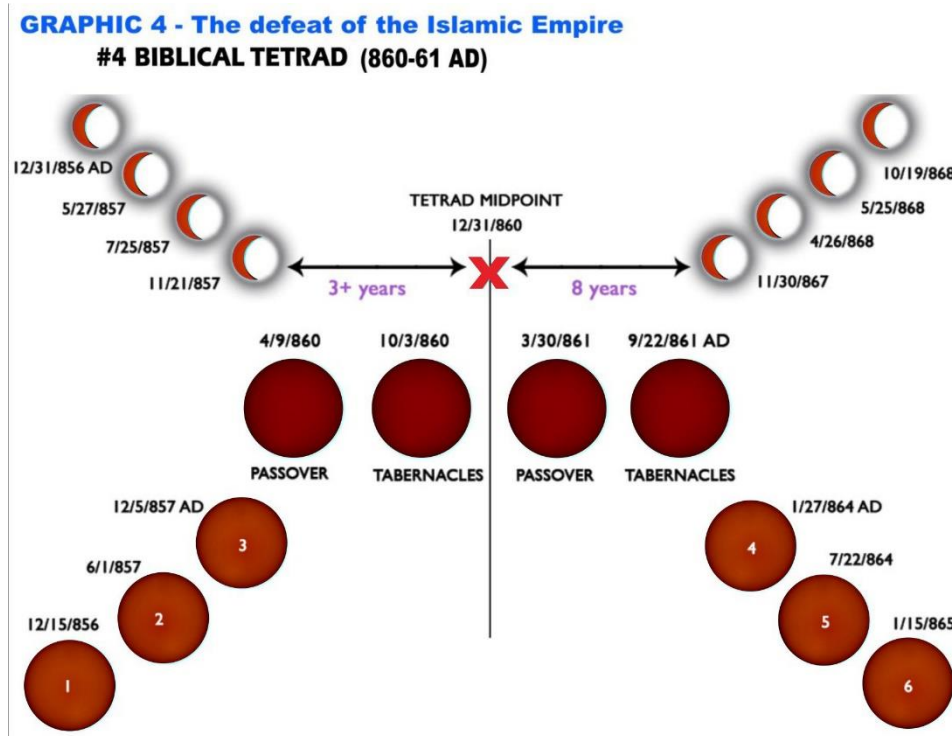 GRAPHIC 4 - The defeat of the Islamic Empire
#4 BIBLICAL TETRAD (860-61 AD)
12/31/856 AD
5/27/857
7/25/857
11/21/857
3+ years
TETRAD MIDPOINT
12/31/860
X
8 years
10/19/868
5/25/868
4/26/868
11/30/867
4/9/860
10/3/860
3/30/861
9/22/861 AD
PASSOVER
TABERNACLES
PASSOVER
TABERNACLES
12/5/857 AD
3
6/1/857
2
12/15/856
1
1/27/864 AD
4
7/22/864
5
1/15/865
6